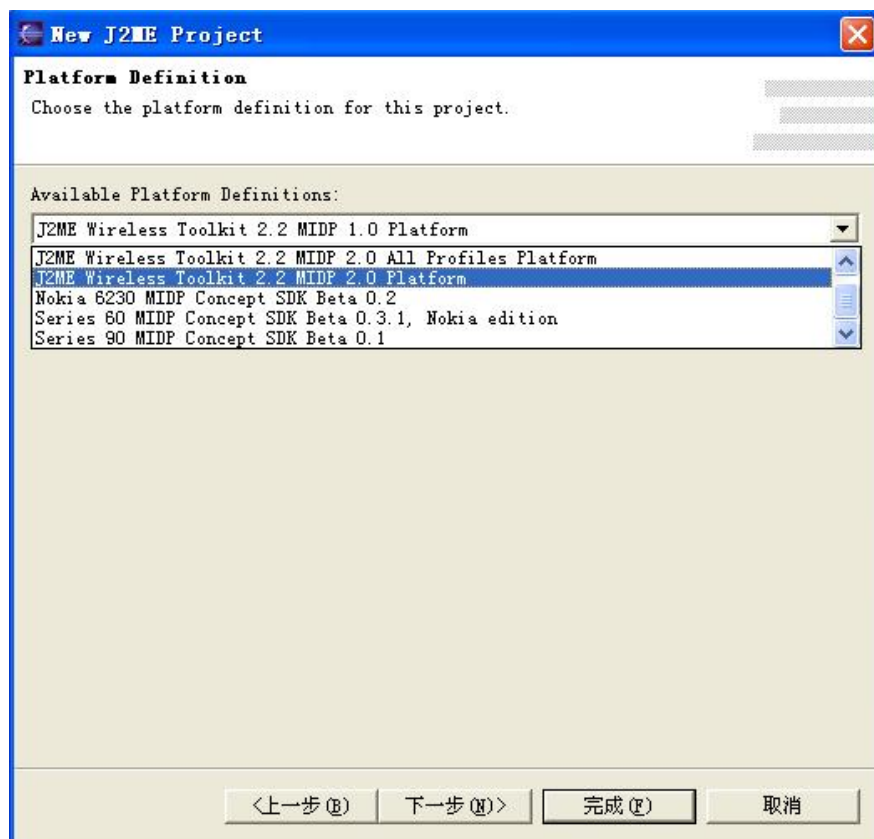 New J2ME Project
Platform Definition
Choose the platform definition for this project.
Available Platform Definitions:
J2ME Wireless Toolkit 2.2 MIDP 1.0 Platform
J2ME Wireless Toolkit 2.2 MIDP 2.0 All Profiles Platform
J2ME Wireless Toolkit 2.2 MIDP 2.0 Platform
Nokia 6230 MIDP Concept SDK Beta 0.2
Series 60 MIDP Concept SDK Beta 0.3.1, Nokia edition
Series 90 MIDP Concept SDK Beta 0.1
<上一步(B) 下一步(N)> 完成(F) 取消